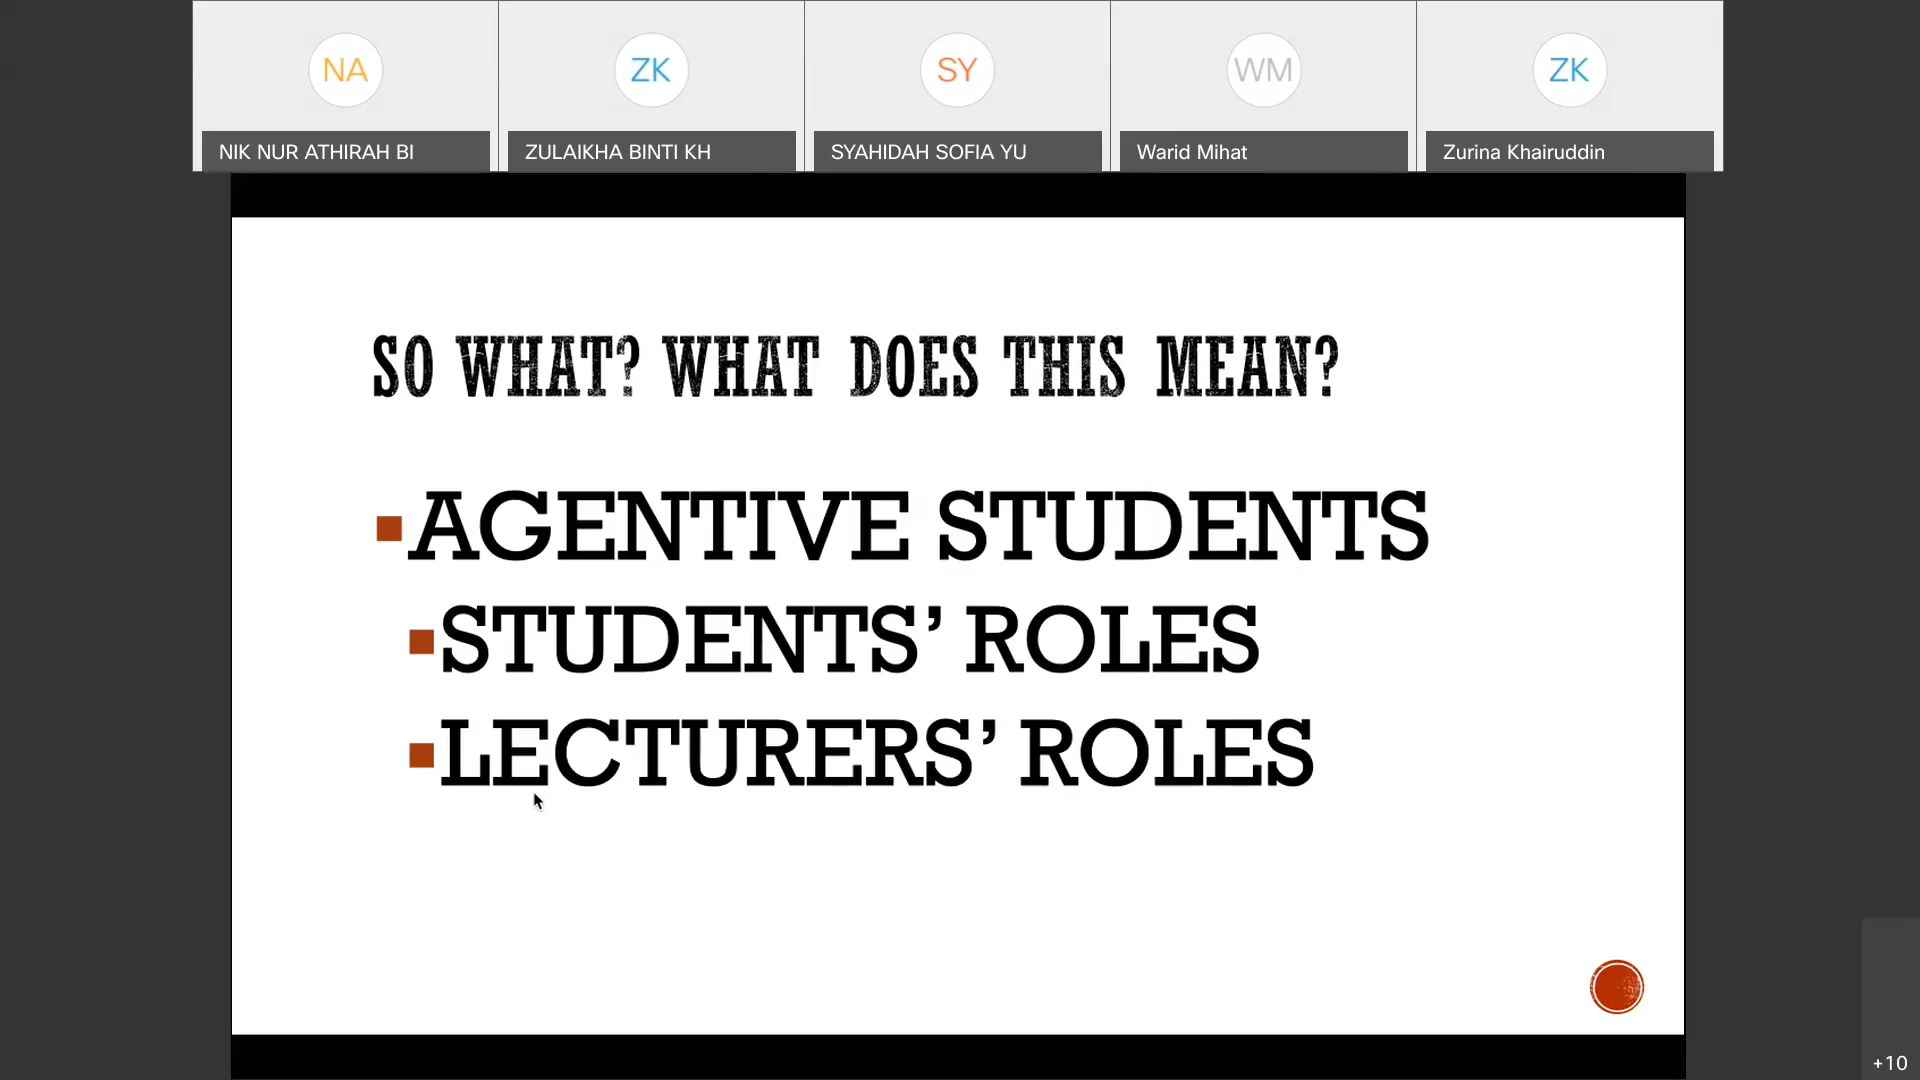 NA
ZK
SY
WM
ZK
NIK NUR ATHIRAH BI
ZULAIKHA BINTI KH
SYAHIDAH SOFIA YU
Warid Mihat
Zurina Khairuddin
SO WHAT? WHAT DOES THIS MEAN?
AGENTIVE STUDENTS
STUDENTS’ ROLES
LECTURERS’ ROLES
+10